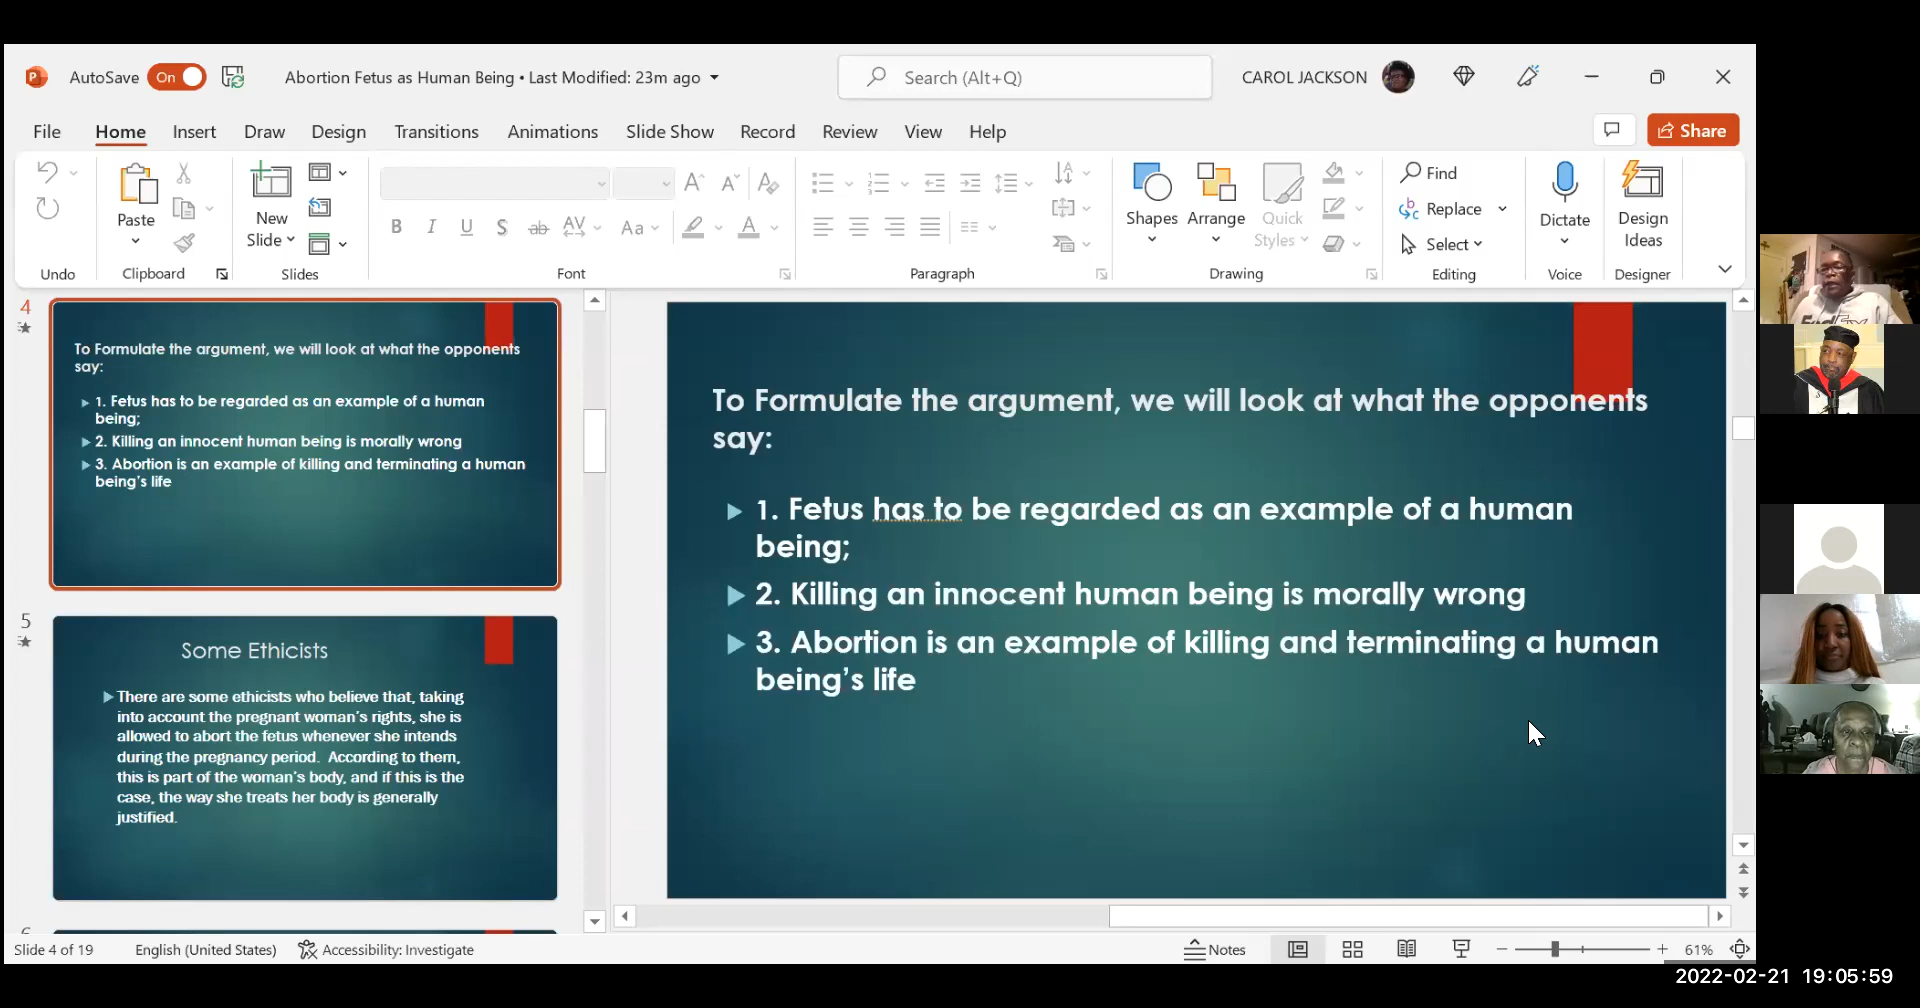 AutoSave On Abortion Fetus as Human Being • Last Modified: 23m ago Search (Alt+Q) CAROL JACKSON
File Home Insert Draw Design Transitions Animations Slide Show Record Review View Help Share
Paste
New
Slide
B I U S ab AV Aa A
Shapes Arrange Quick
Styles
Find
Replace
Select
Dictate
Design
Ideas
Undo Clipboard Slides Font Paragraph Drawing Editing Voice Designer
4
To Formulate the argument, we will look at what the opponents
say:
1. Fetus has to be regarded as an example of a human
being;
2. Killing an innocent human being is morally wrong
3. Abortion is an example of killing and terminating a human
being's life
5
Some Ethicists
There are some ethicists who believe that, taking
into account the pregnant woman's rights, she is
allowed to abort the fetus whenever she intends
during the pregnancy period. According to them,
this is part of the woman's body, and if this is the
case, the way she treats her body is generally
justified.
To Formulate the argument, we will look at what the opponents
say:
1. Fetus has to be regarded as an example of a human
being;
2. Killing an innocent human being is morally wrong
3. Abortion is an example of killing and terminating a human
being's life
Slide 4 of 19 English (United States) Accessibility: Investigate Notes 61%
2022-02-21 19:05:59